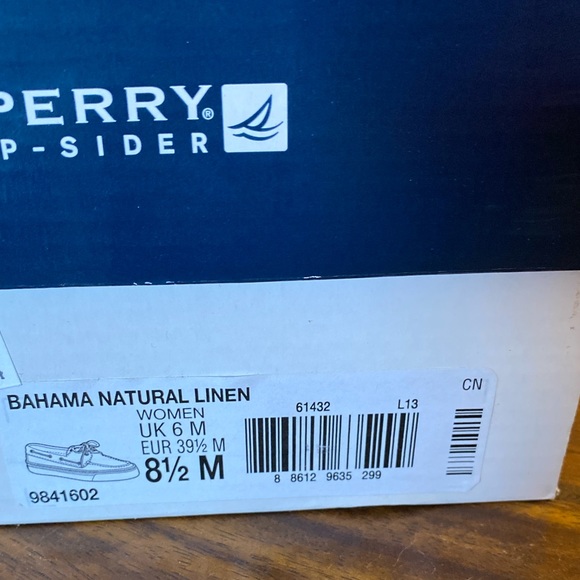 PERRY®
P-SIDER
CN
BAHAMA NATURAL LINEN
WOMEN
UK 6 M
EUR 39½ M
8½ M
9841602
61432 L13
8 8612 9635 299